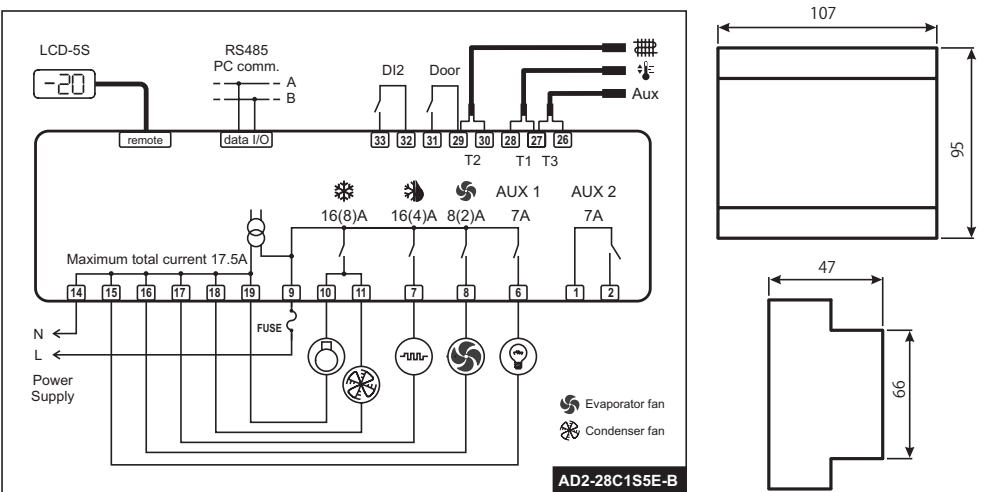 LCD-5S
-20
RS485
PC comm.
A
B
DI2
Door
Aux
remote
data I/O
33 32 31 29 30 28 27 26
T2 T1 T3
AUX 1 AUX 2
16(8)A 16(4)A 8(2)A 7A 7A
Maximum total current 17.5A
14 15 16 17 18 19 9 10 11 7 8 6 1 2
FUSE
N
L
Power
Supply
Evaporator fan
Condenser fan
AD2-28C1S5E-B
107
95
47
66